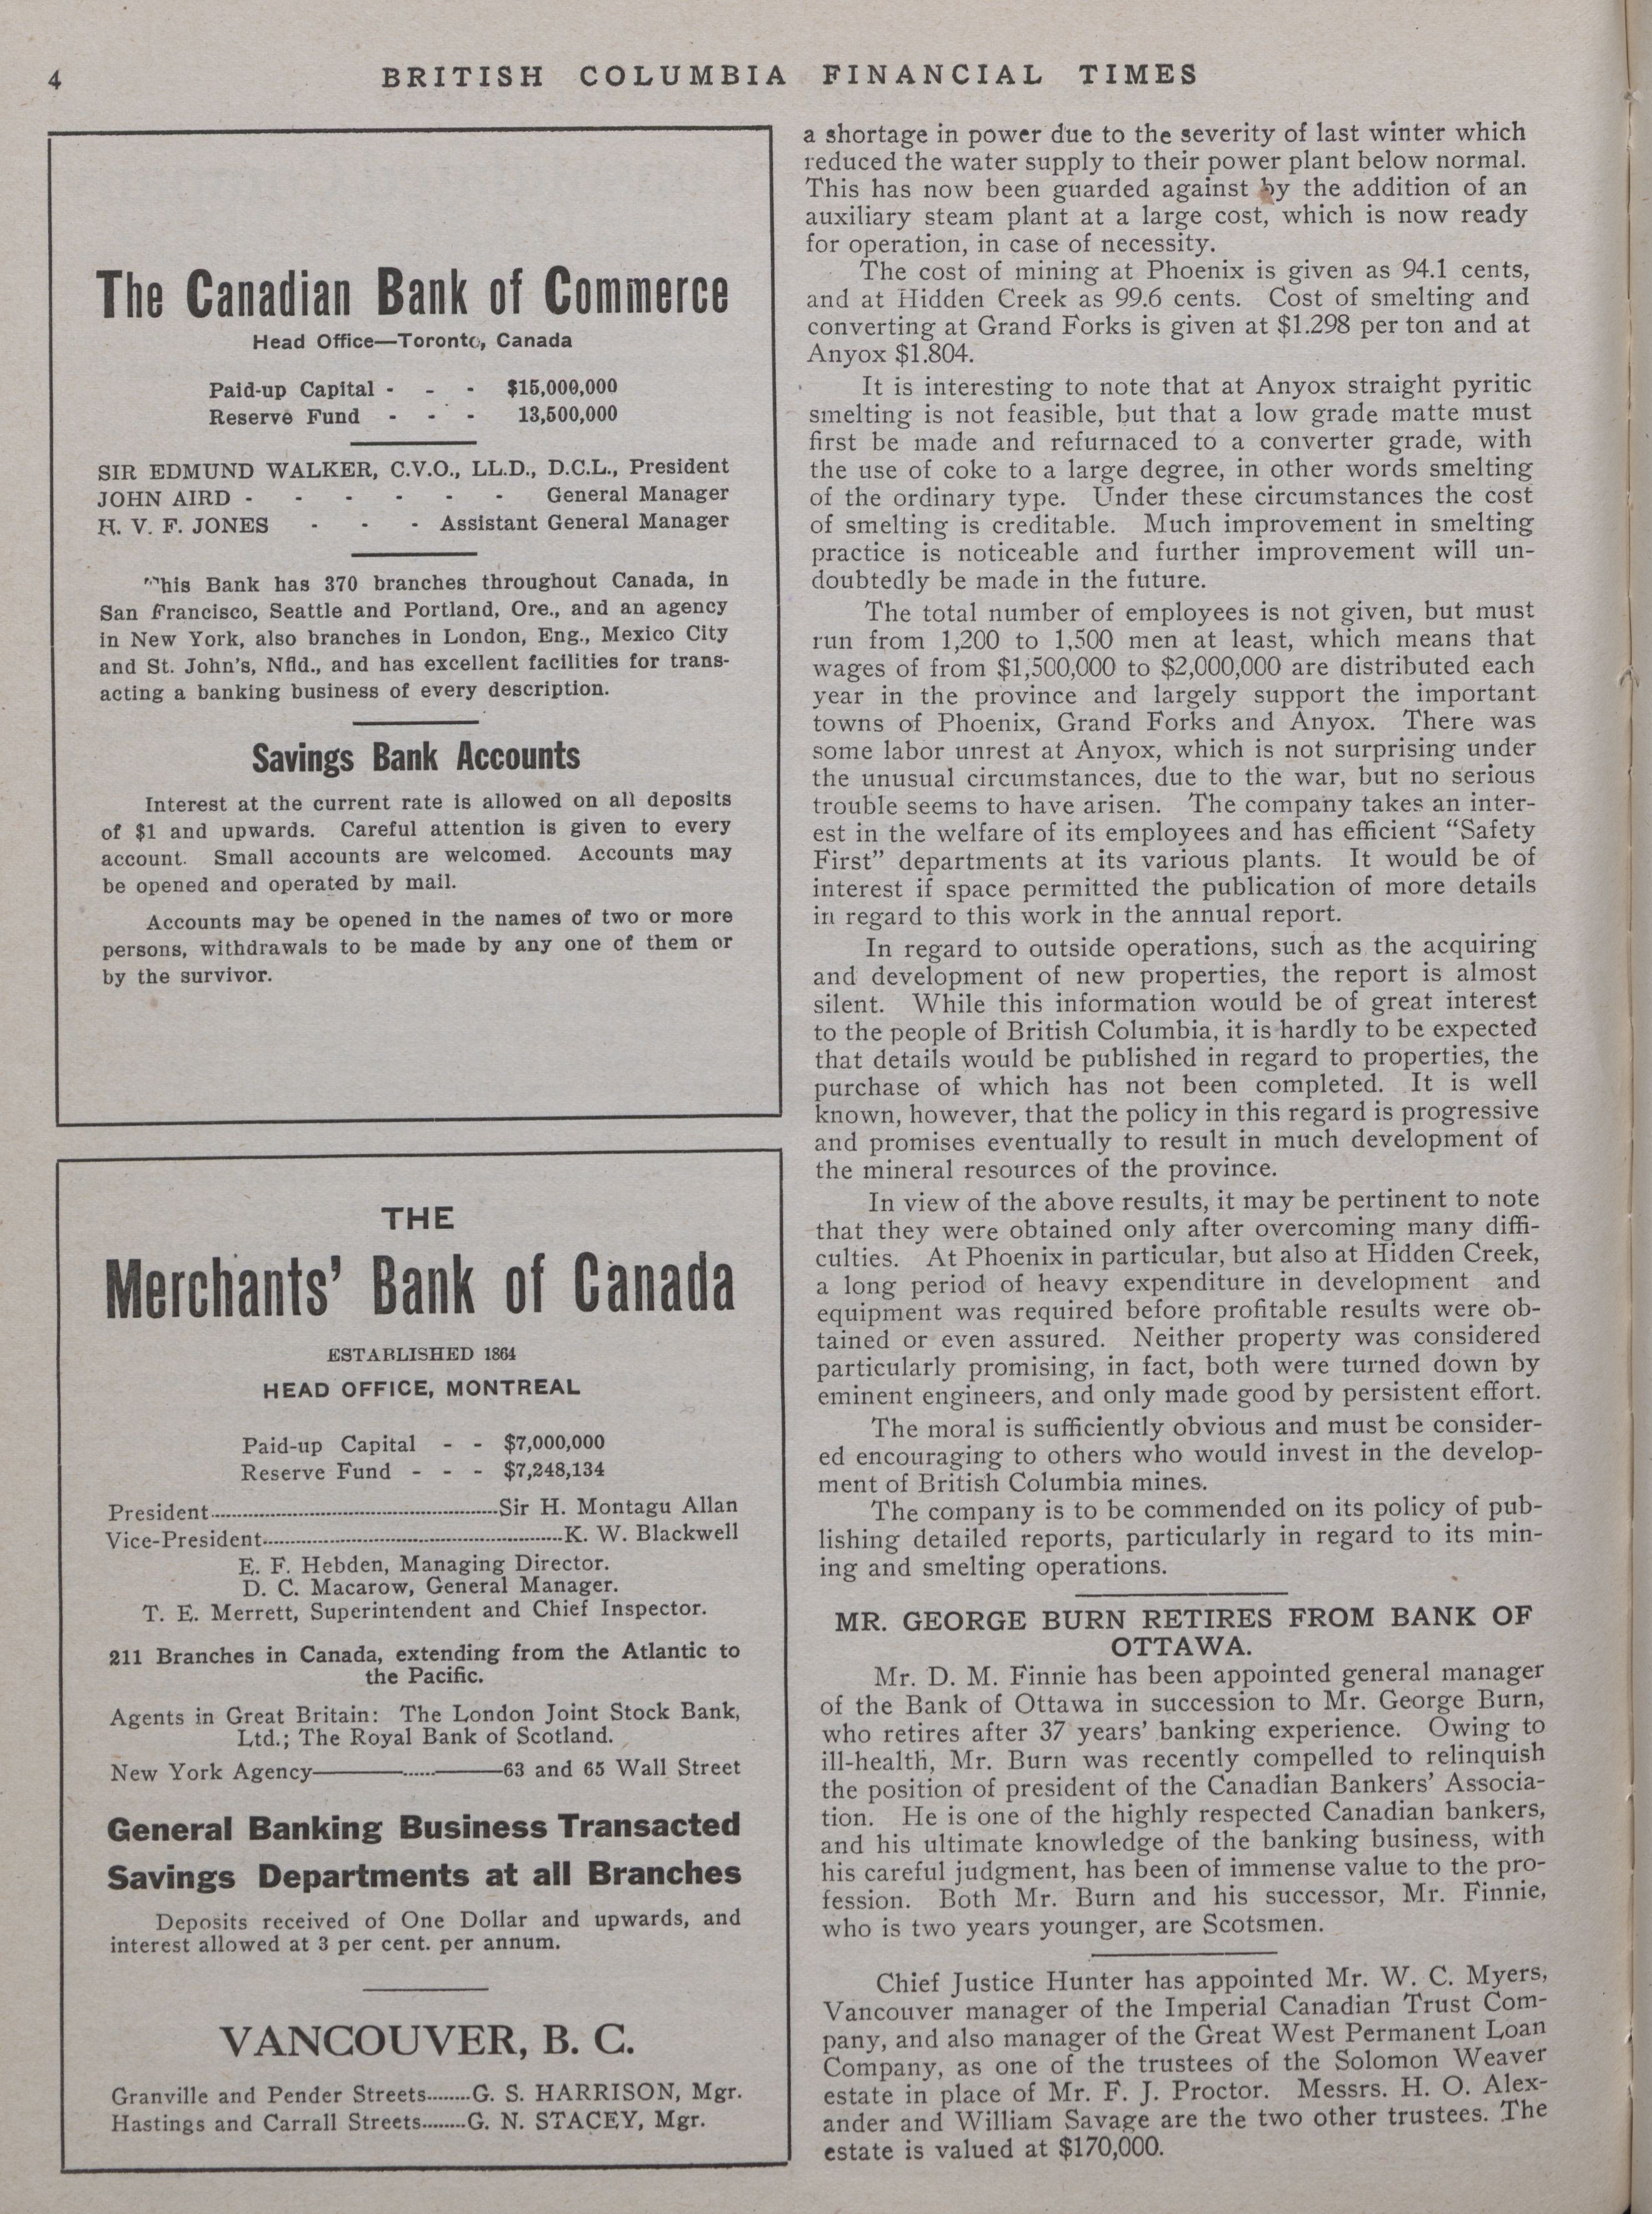 4
BRITISH COLUMBIA FINANCIAL TIMES
The Canadian Bank of Commerce
Head Office—Toronto, Canada
Paid-up Capital - - - $15,000,000
Reserve Fund - - - 13,500,000
SIR EDMUND WALKER, C.V.O., LL.D., D.C.L., President
JOHN AIRD - - - - - - General Manager
H. V. F. JONES - - - Assistant General Manager
This Bank has 370 branches throughout Canada, in
San Francisco, Seattle and Portland, Ore., and an agency
in New York, also branches in London, Eng., Mexico City
and St. John's, Nfld., and has excellent facilities for trans-
acting a banking business of every description.
Savings Bank Accounts
Interest at the current rate is allowed on all deposits
of $1 and upwards. Careful attention is given to every
account. Small accounts are welcomed. Accounts may
be opened and operated by mail.
Accounts may be opened in the names of two or more
persons, withdrawals to be made by any one of them or
by the survivor.
THE
Merchants' Bank of Canada
ESTABLISHED 1864
HEAD OFFICE, MONTREAL
Paid-up Capital - - $7,000,000
Reserve Fund - - - $7,248,134
President..........Sir H. Montagu Allan
Vice-President..........K. W. Blackwell
E. F. Hebden, Managing Director.
D. C. Macarow, General Manager.
T. E. Merrett, Superintendent and Chief Inspector.
211 Branches in Canada, extending from the Atlantic to
the Pacific.
Agents in Great Britain: The London Joint Stock Bank,
Ltd.; The Royal Bank of Scotland.
New York Agency———......———63 and 65 Wall Street
General Banking Business Transacted
Savings Departments at all Branches
Deposits received of One Dollar and upwards, and
interest allowed at 3 per cent. per annum.
VANCOUVER, B. C.
Granville and Pender Streets........G. S. HARRISON, Mgr.
Hastings and Carrall Streets........G. N. STACEY, Mgr.
a shortage in power due to the severity of last winter which
reduced the water supply to their power plant below normal.
This has now been guarded against by the addition of an
auxiliary steam plant at a large cost, which is now ready
for operation, in case of necessity.
The cost of mining at Phoenix is given as 94.1 cents,
and at Hidden Creek as 99.6 cents. Cost of smelting and
converting at Grand Forks is given at $1.298 per ton and at
Anyox $1.804.
It is interesting to note that at Anyox straight pyritic
smelting is not feasible, but that a low grade matte must
first be made and refurnaced to a converter grade, with
the use of coke to a large degree, in other words smelting
of the ordinary type. Under these circumstances the cost
of smelting is creditable. Much improvement in smelting
practice is noticeable and further improvement will un-
doubtedly be made in the future.
The total number of employees is not given, but must
run from 1,200 to 1,500 men at least, which means that
wages of from $1,500,000 to $2,000,000 are distributed each
year in the province and largely support the important
towns of Phoenix, Grand Forks and Anyox. There was
some labor unrest at Anyox, which is not surprising under
the unusual circumstances, due to the war, but no serious
trouble seems to have arisen. The company takes an inter-
est in the welfare of its employees and has efficient "Safety
First" departments at its various plants. It would be of
interest if space permitted the publication of more details
in regard to this work in the annual report.
In regard to outside operations, such as the acquiring
and development of new properties, the report is almost
silent. While this information would be of great interest
to the people of British Columbia, it is hardly to be expected
that details would be published in regard to properties, the
purchase of which has not been completed. It is well
known, however, that the policy in this regard is progressive
and promises eventually to result in much development of
the mineral resources of the province.
In view of the above results, it may be pertinent to note
that they were obtained only after overcoming many diffi-
culties. At Phoenix in particular, but also at Hidden Creek,
a long period of heavy expenditure in development and
equipment was required before profitable results were ob-
tained or even assured. Neither property was considered
particularly promising, in fact, both were turned down by
eminent engineers, and only made good by persistent effort.
The moral is sufficiently obvious and must be consider-
ed encouraging to others who would invest in the develop-
ment of British Columbia mines.
The company is to be commended on its policy of pub-
lishing detailed reports, particularly in regard to its min-
ing and smelting operations.
MR. GEORGE BURN RETIRES FROM BANK OF
OTTAWA.
Mr. D. M. Finnie has been appointed general manager
of the Bank of Ottawa in succession to Mr. George Burn,
who retires after 37 years' banking experience. Owing to
ill-health, Mr. Burn was recently compelled to relinquish
the position of president of the Canadian Bankers' Associa-
tion. He is one of the highly respected Canadian bankers,
and his ultimate knowledge of the banking business, with
his careful judgment, has been of immense value to the pro-
fession. Both Mr. Burn and his successor, Mr. Finnie,
who is two years younger, are Scotsmen.
Chief Justice Hunter has appointed Mr. W. C. Myers,
Vancouver manager of the Imperial Canadian Trust Com-
pany, and also manager of the Great West Permanent Loan
Company, as one of the trustees of the Solomon Weaver
estate in place of Mr. F. J. Proctor. Messrs. H. O. Alex-
ander and William Savage are the two other trustees. The
estate is valued at $170,000.